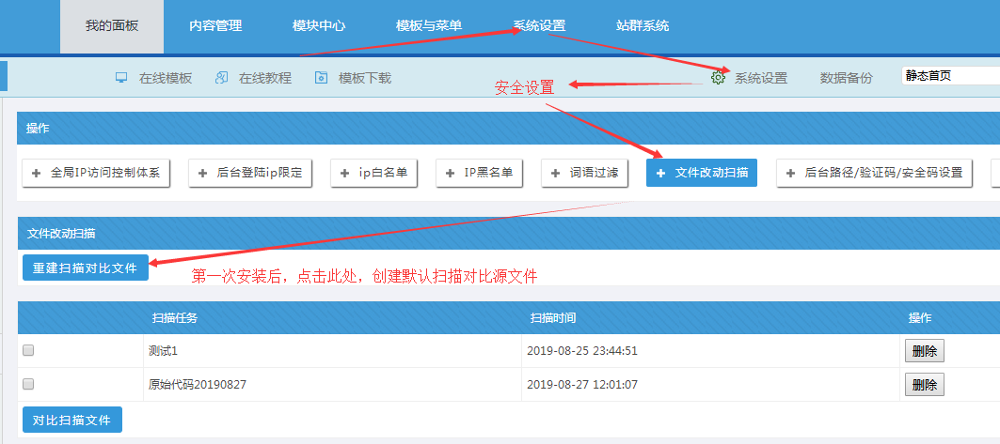 我的面板 内容管理 模块中心 模板与菜单 系统设置 站群系统
在线模板 在线教程 模板下载 系统设置 数据备份 静态首页
安全设置
操作
全局IP访问控制体系 后台登陆ip限定 ip白名单 IP黑名单 词语过滤 文件改动扫描 后台路径/验证码/安全码设置
文件改动扫描
重建扫描对比文件
第一次安装后，点击此处，创建默认扫描对比源文件
扫描任务 扫描时间 操作
测试1 2019-08-25 23:44:51 删除
原始代码20190827 2019-08-27 12:01:07 删除
对比扫描文件